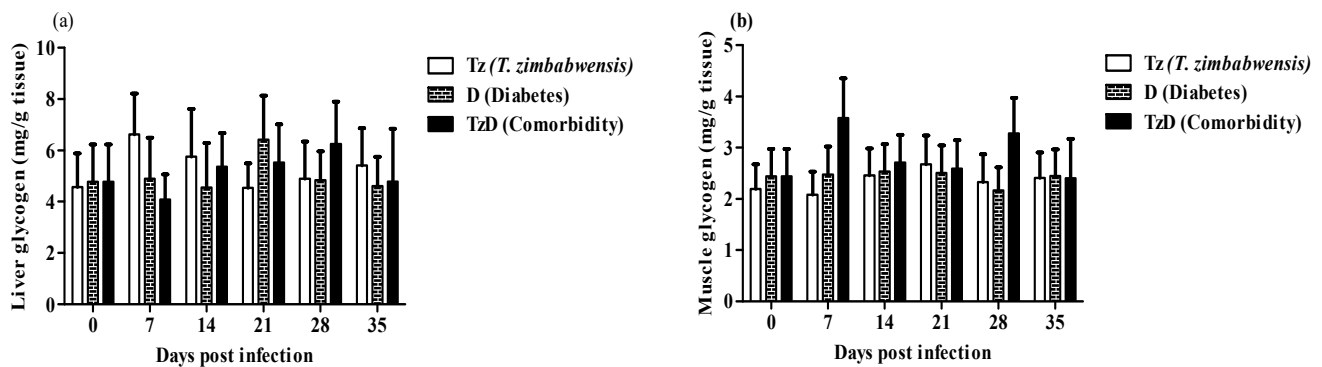 (a)
Liver glycogen (mg/g tissue)
10
8
6
4
2
0
0 7 14 21 28 35
Days post infection
Tz (T. zimbabwensis)
D (Diabetes)
TzD (Comorbidity)
(b)
Muscle glycogen (mg/g tissue)
5
4
3
2
1
0
0 7 14 21 28 35
Days post infection
Tz (T. zimbabwensis)
D (Diabetes)
TzD (Comorbidity)